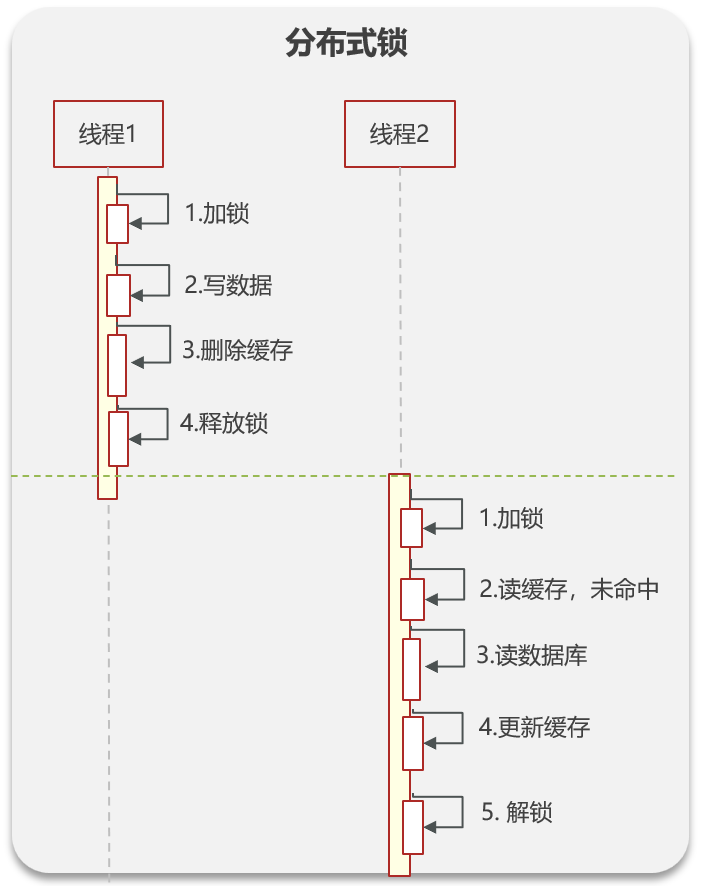 分布式锁
线程1
线程2
1.加锁
2.写数据
3.删除缓存
4.释放锁
1.加锁
2.读缓存，未命中
3.读数据库
4.更新缓存
5. 解锁